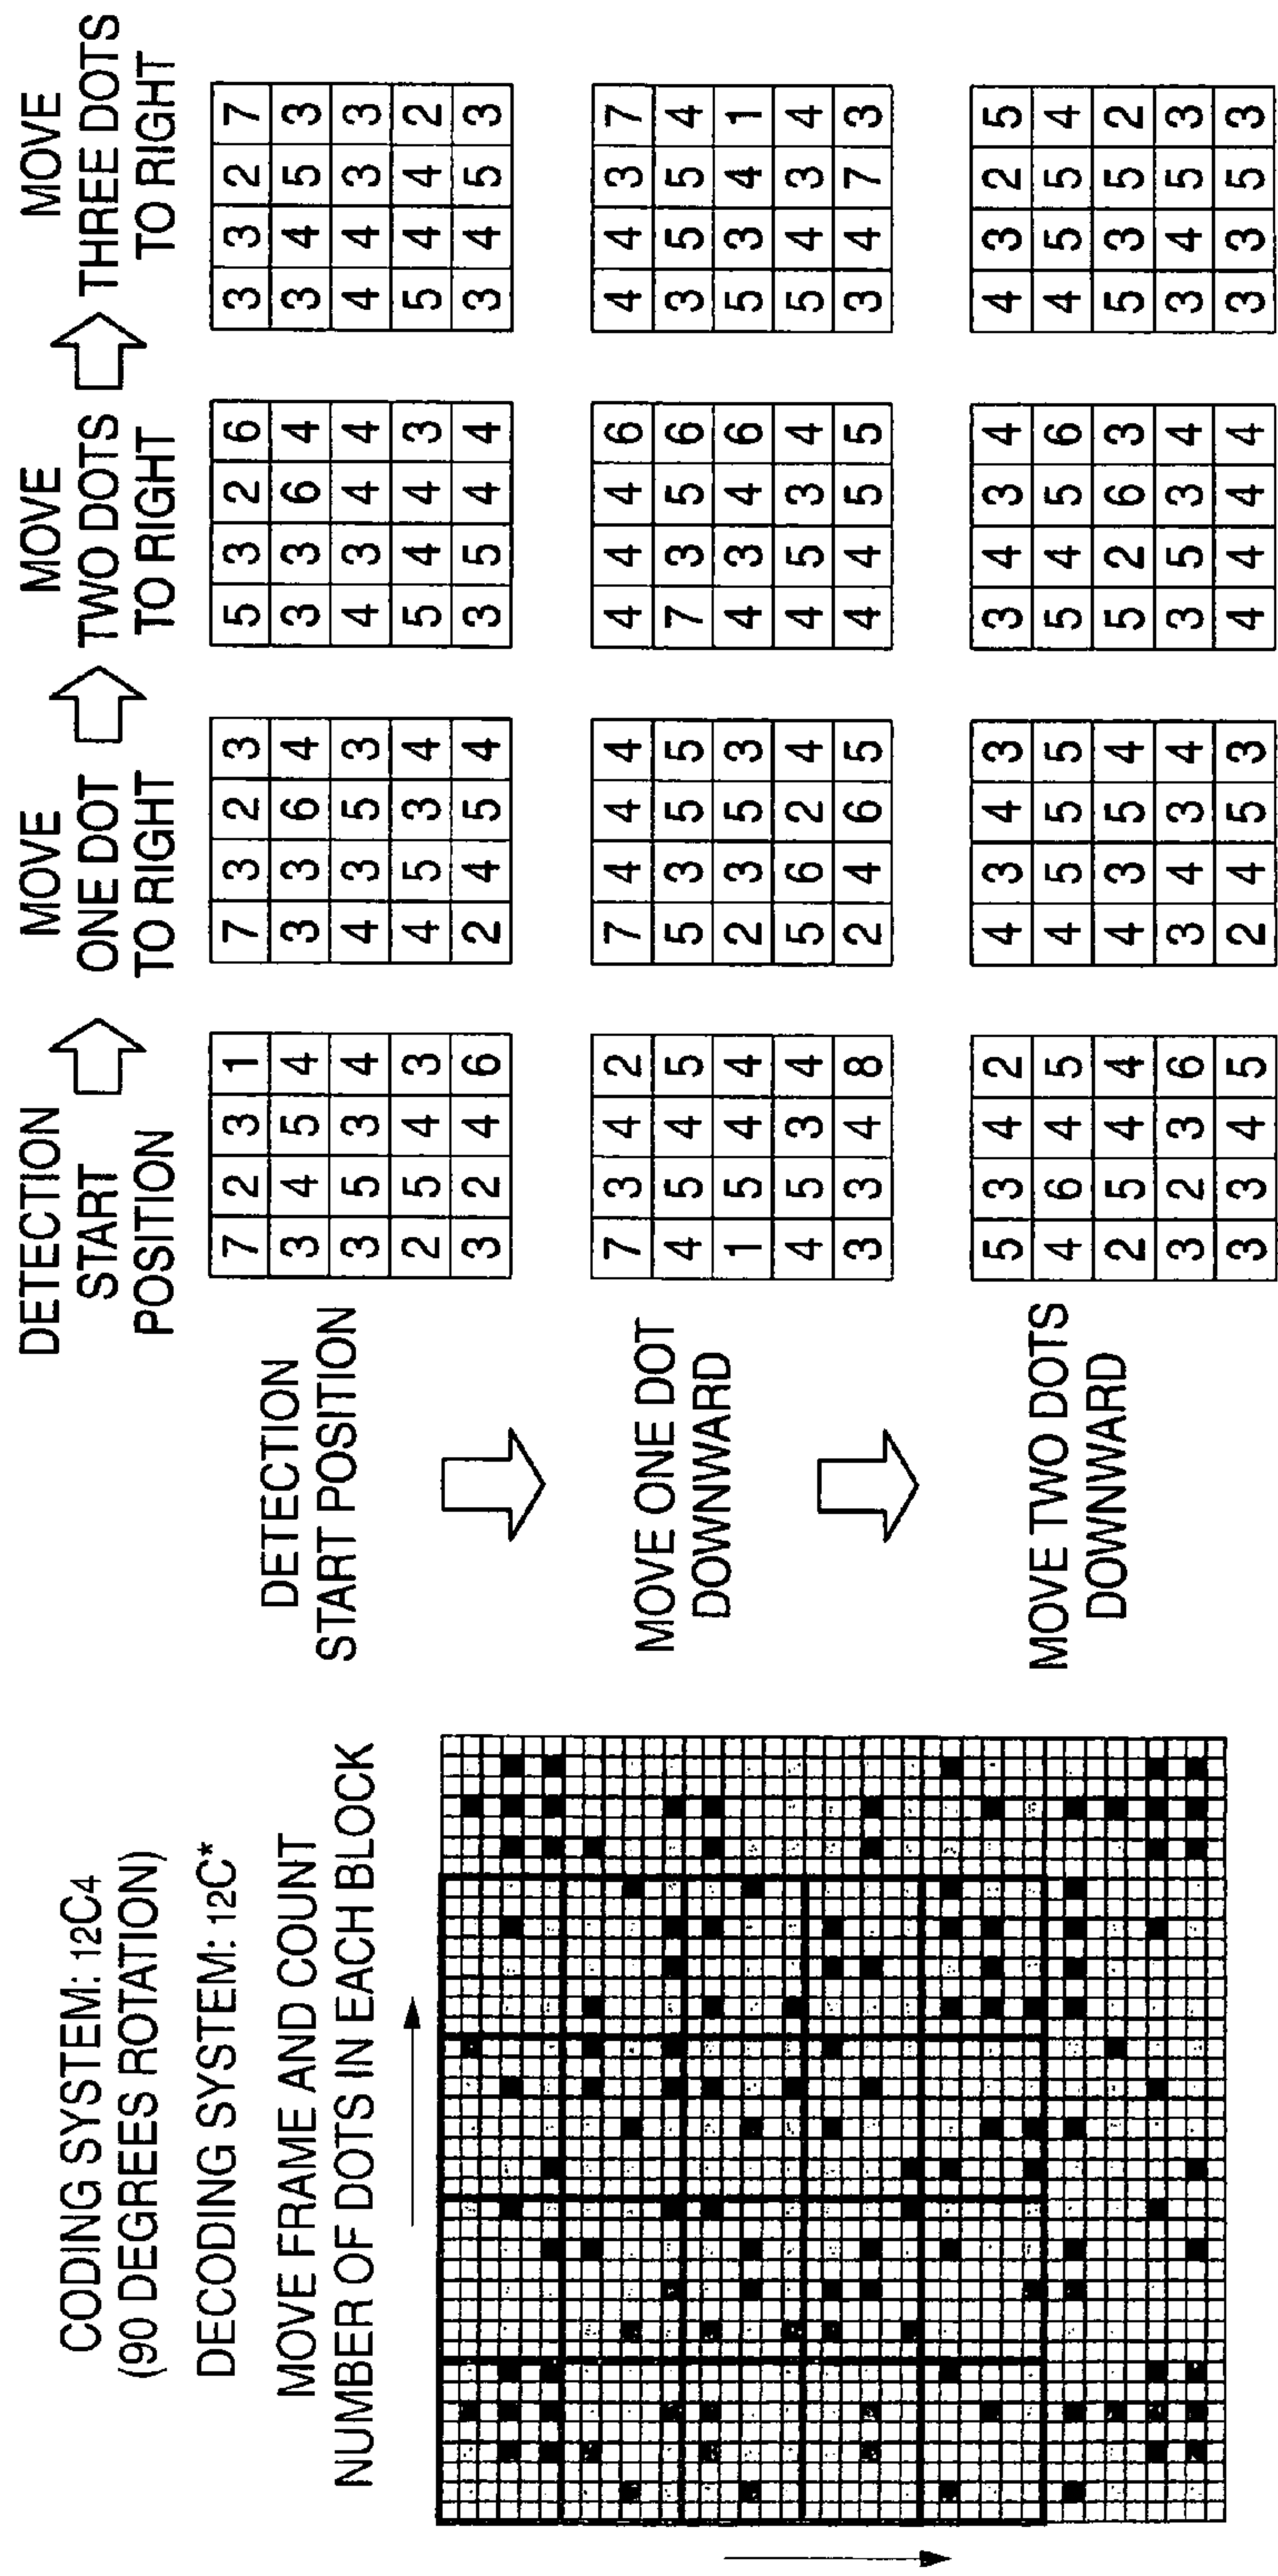 CODING SYSTEM: 12C4
(90 DEGREES ROTATION)
DECODING SYSTEM: 12C*
MOVE FRAME AND COUNT
NUMBER OF DOTS IN EACH BLOCK
DETECTION
START
POSITION
MOVE
ONE DOT
TO RIGHT
MOVE
TWO DOTS
TO RIGHT
MOVE
THREE DOTS
TO RIGHT
DETECTION
START POSITION
7 2 3 1
3 4 5 4
3 5 3 4
2 5 4 3
3 2 4 6
7 3 2 3
3 3 6 4
4 3 5 3
4 5 3 4
2 4 5 4
5 3 2 6
3 3 6 4
4 3 4 4
5 4 4 3
3 5 4 4
3 3 2 7
3 4 5 3
4 4 3 3
5 4 4 2
3 4 5 3
MOVE ONE DOT
DOWNWARD
7 3 4 2
4 5 4 5
1 5 4 4
4 5 3 4
3 3 4 8
7 4 4 4
5 3 5 5
2 3 5 3
5 6 2 4
2 4 6 5
4 4 4 6
7 3 5 6
4 3 4 6
4 5 3 4
4 4 5 5
4 4 3 7
3 5 5 4
5 3 4 1
5 4 3 4
3 4 7 3
MOVE TWO DOTS
DOWNWARD
5 3 4 2
4 6 4 5
2 5 4 4
3 2 3 6
3 3 4 5
4 3 4 3
4 5 5 5
4 3 5 4
3 4 3 4
2 4 5 3
3 4 3 4
5 4 5 6
5 2 6 3
3 5 3 4
4 4 4 4
4 3 2 5
4 5 5 4
5 3 5 2
3 4 5 3
3 3 5 3